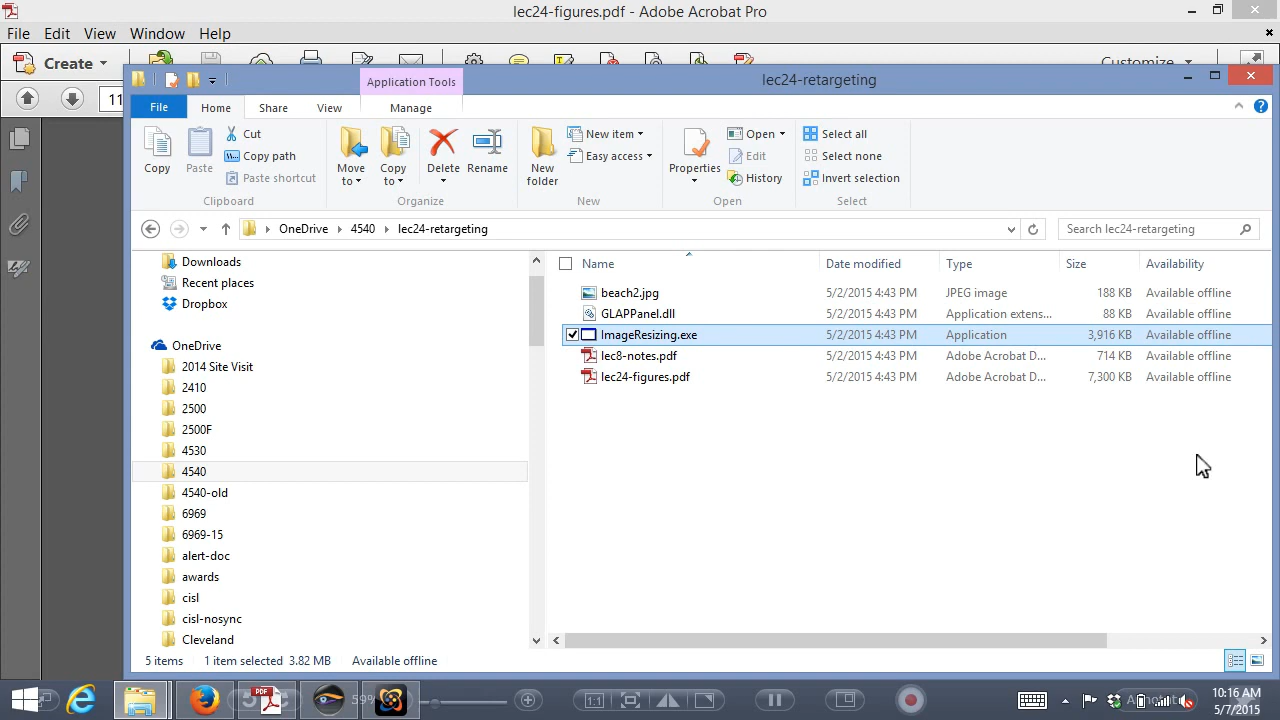 lec24-figures.pdf - Adobe Acrobat Pro
File Edit View Window Help
Create
Customize
11
lec24-retargeting
Application Tools
File Home Share View Manage
Copy
Paste
Cut
Copy path
Paste shortcut
Clipboard
Move to
Copy to
Delete
Rename
Organize
New folder
New item
Easy access
New
Properties
Open
Edit
History
Open
Select all
Select none
Invert selection
Select
OneDrive 4540 lec24-retargeting
Search lec24-retargeting
Downloads
Recent places
Dropbox
OneDrive
2014 Site Visit
2410
2500
2500F
4530
4540
4540-old
6969
6969-15
alert-doc
awards
cisl
cisl-nosync
Cleveland
Name Date modified Type Size Availability
beach2.jpg 5/2/2015 4:43 PM JPEG image 188 KB Available offline
GLAPPanel.dll 5/2/2015 4:43 PM Application extens... 88 KB Available offline
ImageResizing.exe 5/2/2015 4:43 PM Application 3,916 KB Available offline
lec8-notes.pdf 5/2/2015 4:43 PM Adobe Acrobat D... 714 KB Available offline
lec24-figures.pdf 5/2/2015 4:43 PM Adobe Acrobat D... 7,300 KB Available offline
5 items 1 item selected 3.82 MB Available offline
PDF
59%
1:1
10:16 AM
5/7/2015